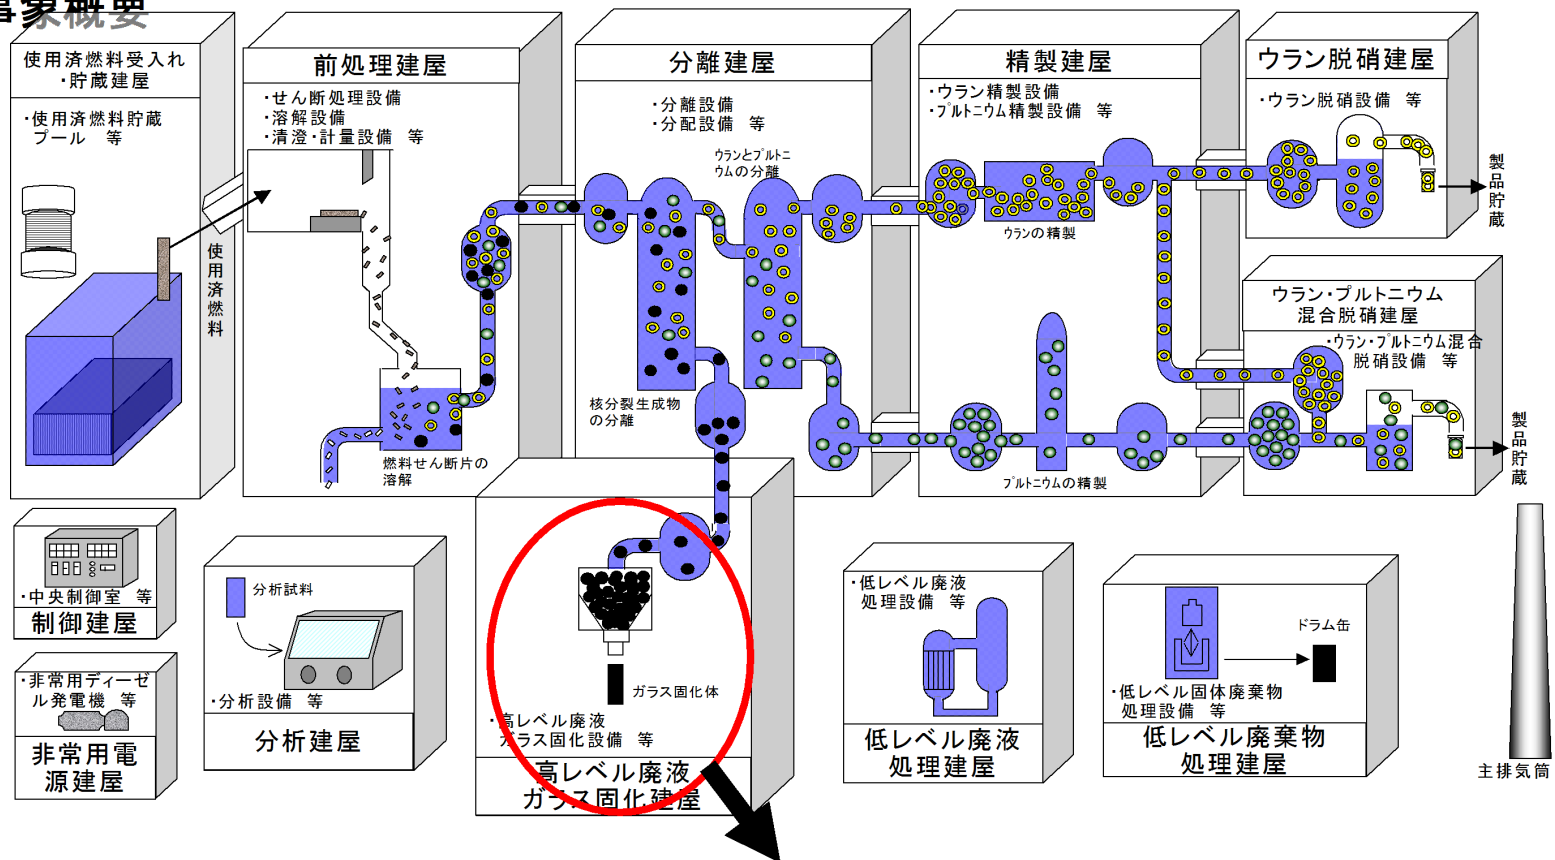 事象概要
使用済燃料受入れ
・貯蔵建屋
・使用済燃料貯蔵
プール 等
使用済燃料
前処理建屋
・せん断処理設備
・溶解設備
・清澄・計量設備 等
燃料せん断片の
溶解
分離建屋
・分離設備
・分配設備 等
ウランとプルトニ
ウムの分離
核分裂生成物
の分離
精製建屋
・ウラン精製設備
・プルトニウム精製設備 等
ウランの精製
プルトニウムの精製
ウラン脱硝建屋
・ウラン脱硝設備 等
製品貯蔵
ウラン・プルトニウム
混合脱硝建屋
・ウラン・プルトニウム混合
脱硝設備 等
製品貯蔵
・中央制御室 等
制御建屋
・非常用ディーゼ
ル発電機 等
非常用電
源建屋
分析試料
・分析設備 等
分析建屋
ガラス固化体
・高レベル廃液
ガラス固化設備 等
高レベル廃液
ガラス固化建屋
・低レベル廃液
処理設備 等
低レベル廃液
処理建屋
ドラム缶
・低レベル固体廃棄物
処理設備 等
低レベル廃棄物
処理建屋
主排気筒